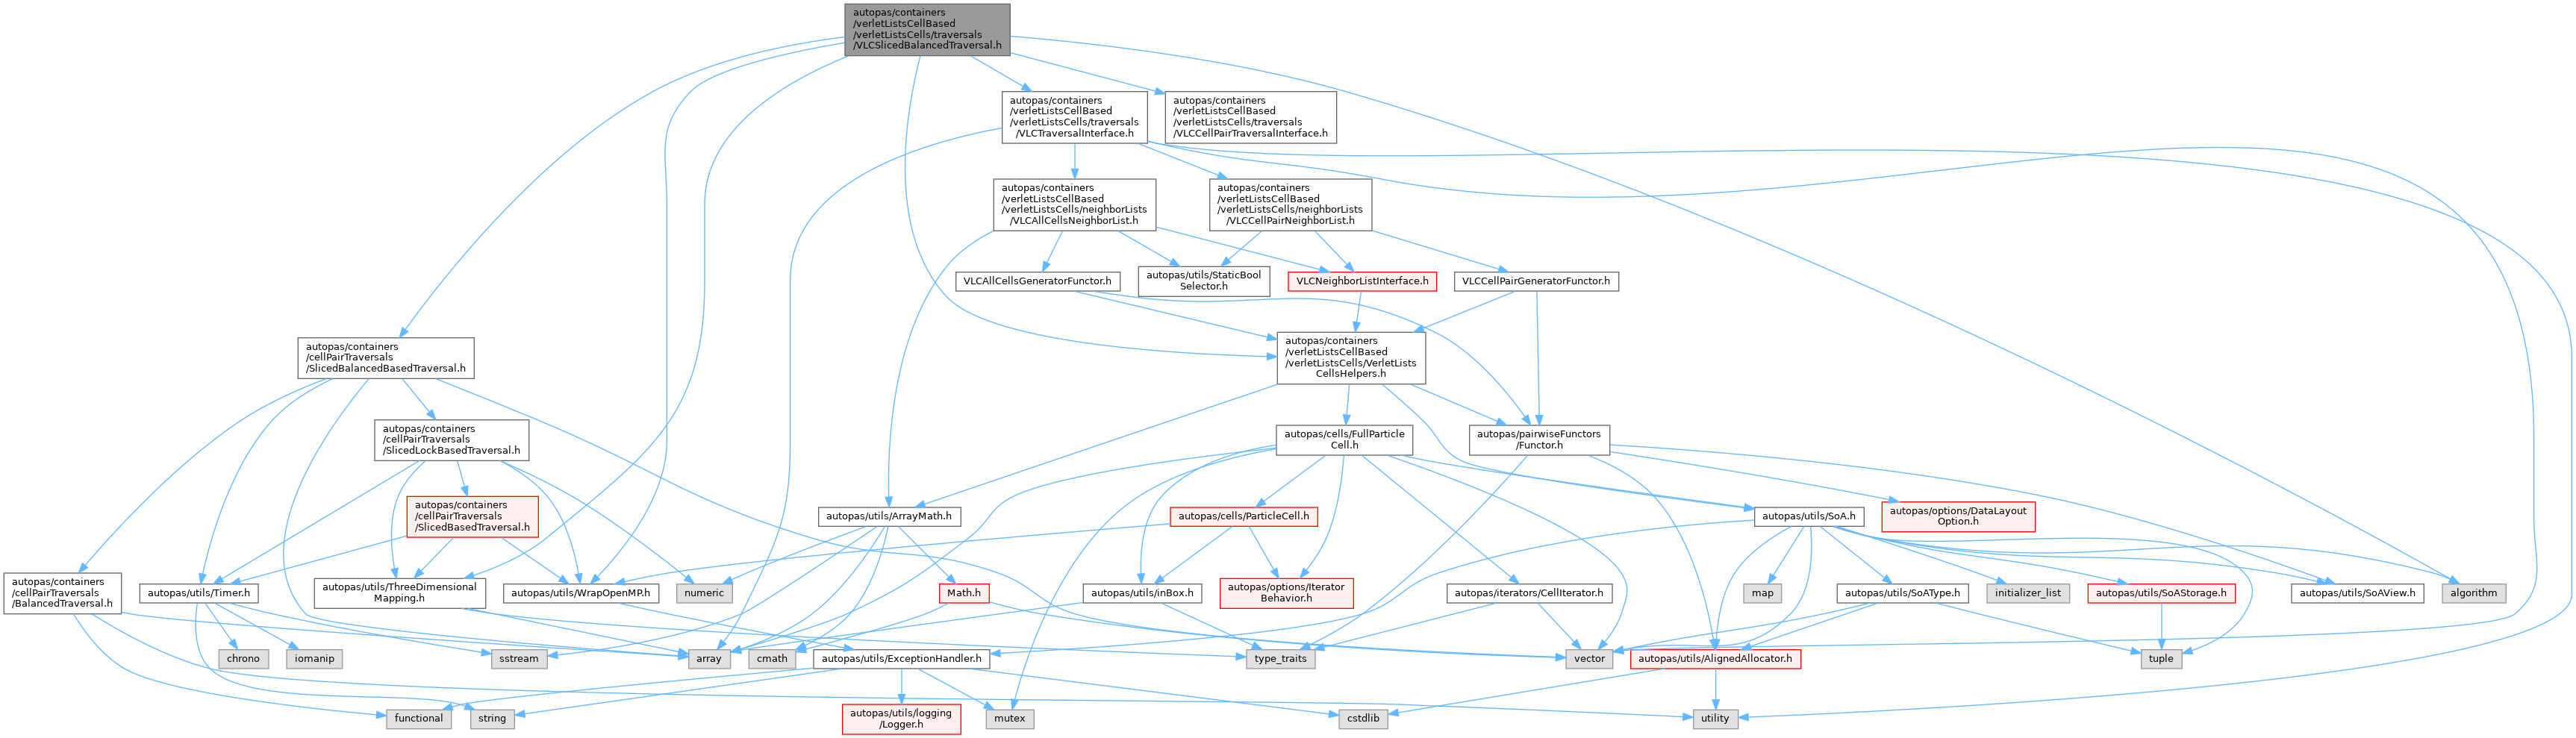 autopas/containers
/verletListsCellBased
/verletListsCells/traversals
/VLCSlicedBalancedTraversal.h
autopas/containers
/verletListsCellBased
/verletListsCells/traversals
/VLCTraversalInterface.h
autopas/containers
/verletListsCellBased
/verletListsCells/traversals
/VLCCellPairTraversalInterface.h
autopas/containers
/verletListsCellBased
/verletListsCells/neighborLists
/VLCAllCellsNeighborList.h
autopas/containers
/verletListsCellBased
/verletListsCells/neighborLists
/VLCCellPairNeighborList.h
VLCAllCellsGeneratorFunctor.h
autopas/utils/StaticBool
Selector.h
VLCNeighborListInterface.h
VLCCellPairGeneratorFunctor.h
autopas/containers
/cellPairTraversals
/SlicedBalancedBasedTraversal.h
autopas/containers
/verletListsCellBased
/verletListsCells/VerletLists
CellsHelpers.h
autopas/containers
/cellPairTraversals
/SlicedLockBasedTraversal.h
autopas/cells/FullParticle
Cell.h
autopas/pairwiseFunctors
/Functor.h
autopas/containers
/cellPairTraversals
/SlicedBasedTraversal.h
autopas/utils/ArrayMath.h
autopas/cells/ParticleCell.h
autopas/utils/SoA.h
autopas/options/DataLayout
Option.h
autopas/containers
/cellPairTraversals
/BalancedTraversal.h
autopas/utils/Timer.h
autopas/utils/ThreeDimensional
Mapping.h
autopas/utils/WrapOpenMP.h
numeric
Math.h
autopas/utils/inBox.h
autopas/options/Iterator
Behavior.h
autopas/iterators/CellIterator.h
map
autopas/utils/SoAType.h
initializer_list
autopas/utils/SoAStorage.h
autopas/utils/SoAView.h
algorithm
chrono
iomanip
sstream
array
cmath
autopas/utils/ExceptionHandler.h
type_traits
vector
autopas/utils/AlignedAllocator.h
tuple
functional
string
autopas/utils/logging
/Logger.h
mutex
cstdlib
utility